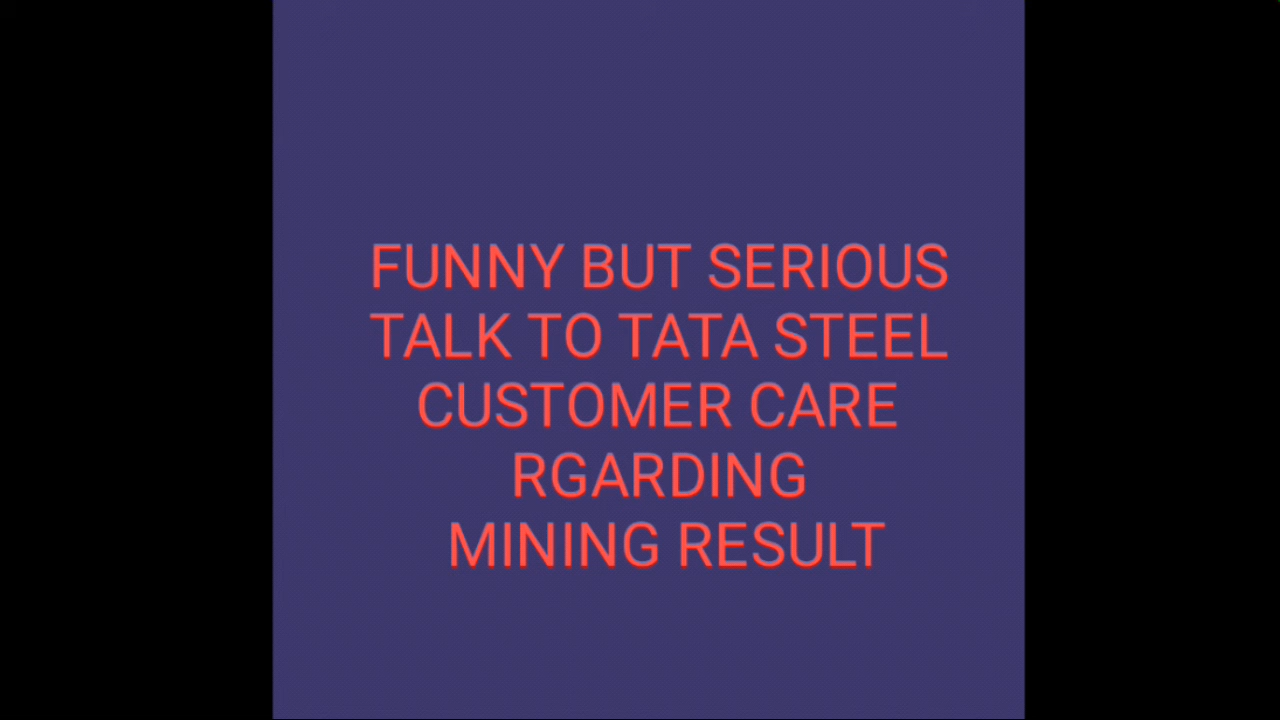 FUNNY BUT SERIOUS
TALK TO TATA STEEL
CUSTOMER CARE
RGARDING
MINING RESULT